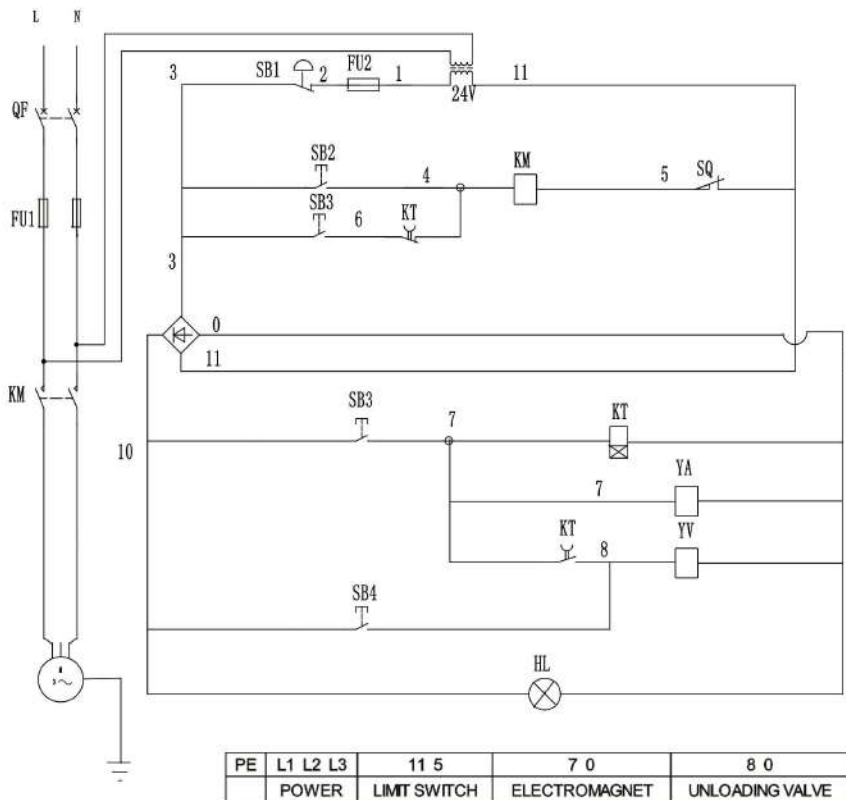 L N
3 SB1 2 FU2 1 24V 11
QF
SB2 4 KM 5 SQ
FU1 SB3 6 KT
3
0
11
KM
SB3 7 KT
10
7 YA
KT 8 YV
SB4
HL
PE L1 L2 L3 11 5 7 0 8 0
POWER LIMIT SWITCH ELECTROMAGNET UNLOADING VALVE